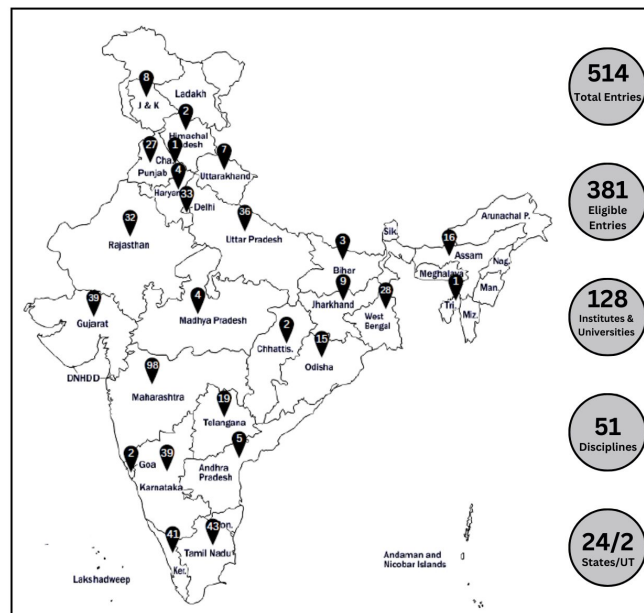 8
J & K
Ladakh
2
Himachal
desh
27
1
Cha.
Punjab
4
7
Uttarakhand
Haryan
33
Delhi
32
Rajasthan
36
Uttar Pradesh
Sik.
Arunachal P.
16
Assam
Nag.
Meghalaya
1
Man.
Tri.
Miz.
3
Bihar
9
Jharkhand
28
West
Bengal
39
Gujarat
4
Madhya Pradesh
2
Chhattis.
15
Odisha
DNHDD
98
Maharashtra
19
Telangana
2
Goa
39
Karnataka
5
Andhra
Pradesh
41
Ker.
43
on.
Tamil Nadu
Lakshadweep
Andaman and
Nicobar Islands
514
Total Entries
381
Eligible
Entries
128
Institutes &
Universities
51
Disciplines
24/2
States/UT